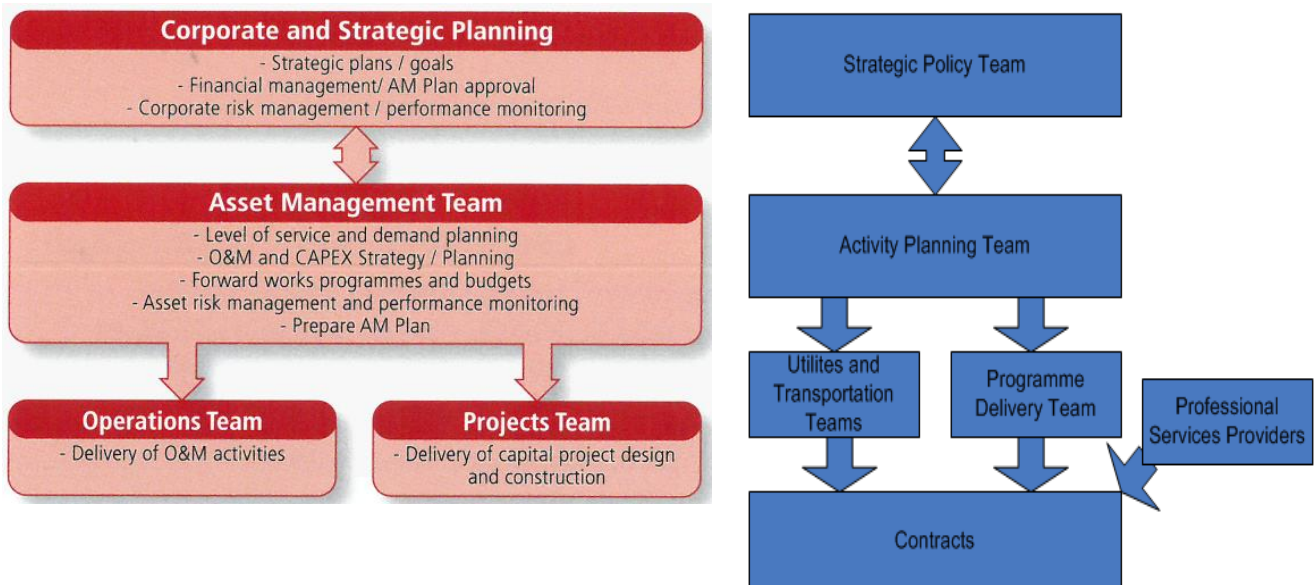 Corporate and Strategic Planning
- Strategic plans / goals
- Financial management/ AM Plan approval
- Corporate risk management / performance monitoring
Asset Management Team
- Level of service and demand planning
- O&M and CAPEX Strategy / Planning
- Forward works programmes and budgets
- Asset risk management and performance monitoring
- Prepare AM Plan
Operations Team
- Delivery of O&M activities
Projects Team
- Delivery of capital project design
and construction
Strategic Policy Team
Activity Planning Team
Utilites and
Transportation
Teams
Programme
Delivery Team
Professional
Services Providers
Contracts